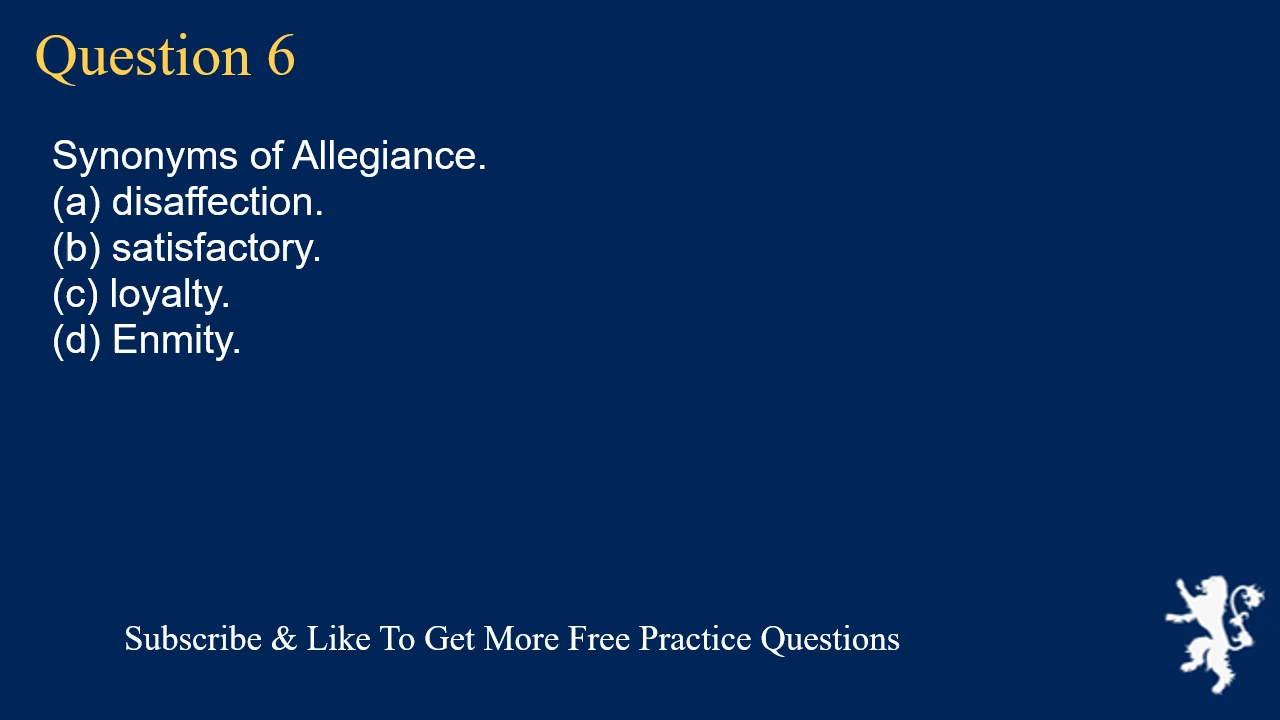 Question 6
Synonyms of Allegiance.
(a) disaffection.
(b) satisfactory.
(c) loyalty.
(d) Enmity.
Subscribe & Like To Get More Free Practice Questions